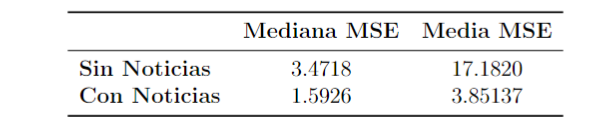 Mediana MSE Media MSE
Sin Noticias 3.4718 17.1820
Con Noticias 1.5926 3.85137